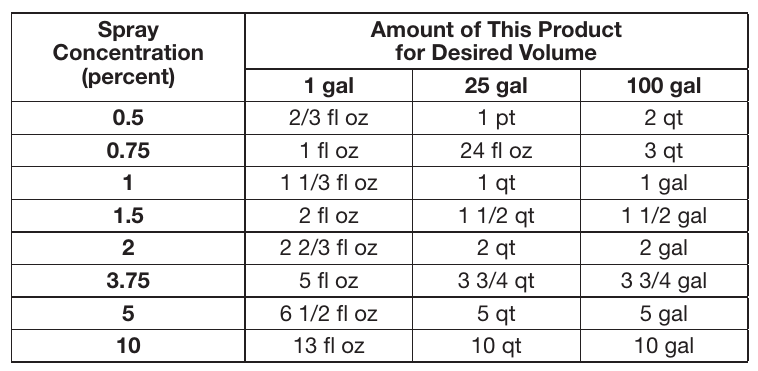 Spray Concentration (percent) Amount of This Product for Desired Volume
1 gal 25 gal 100 gal
0.5 2/3 fl oz 1 pt 2 qt
0.75 1 fl oz 24 fl oz 3 qt
1 1 1/3 fl oz 1 qt 1 gal
1.5 2 fl oz 1 1/2 qt 1 1/2 gal
2 2 2/3 fl oz 2 qt 2 gal
3.75 5 fl oz 3 3/4 qt 3 3/4 gal
5 6 1/2 fl oz 5 qt 5 gal
10 13 fl oz 10 qt 10 gal